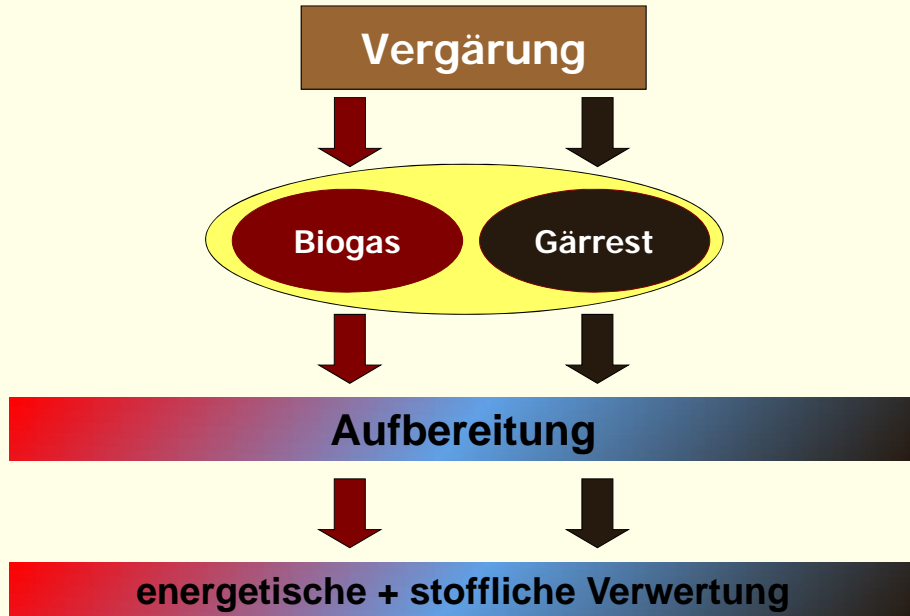 Vergärung
Biogas
Gärrest
Aufbereitung
energetische + stoffliche Verwertung